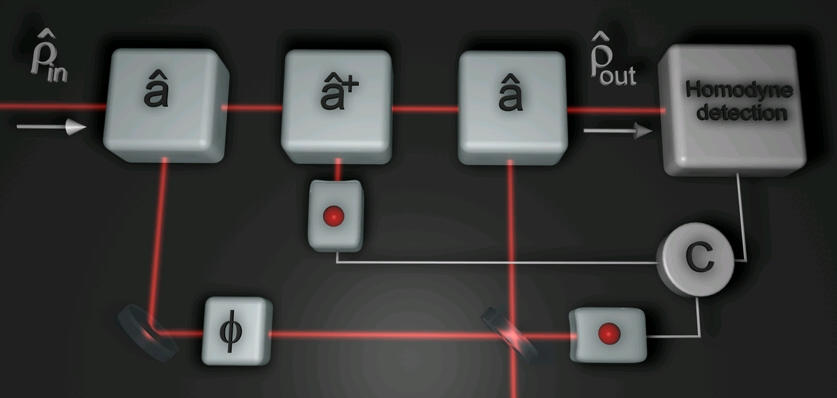 ρ̂in
â
â+
â
ρ̂out
Homodyne
detection
C
ϕ